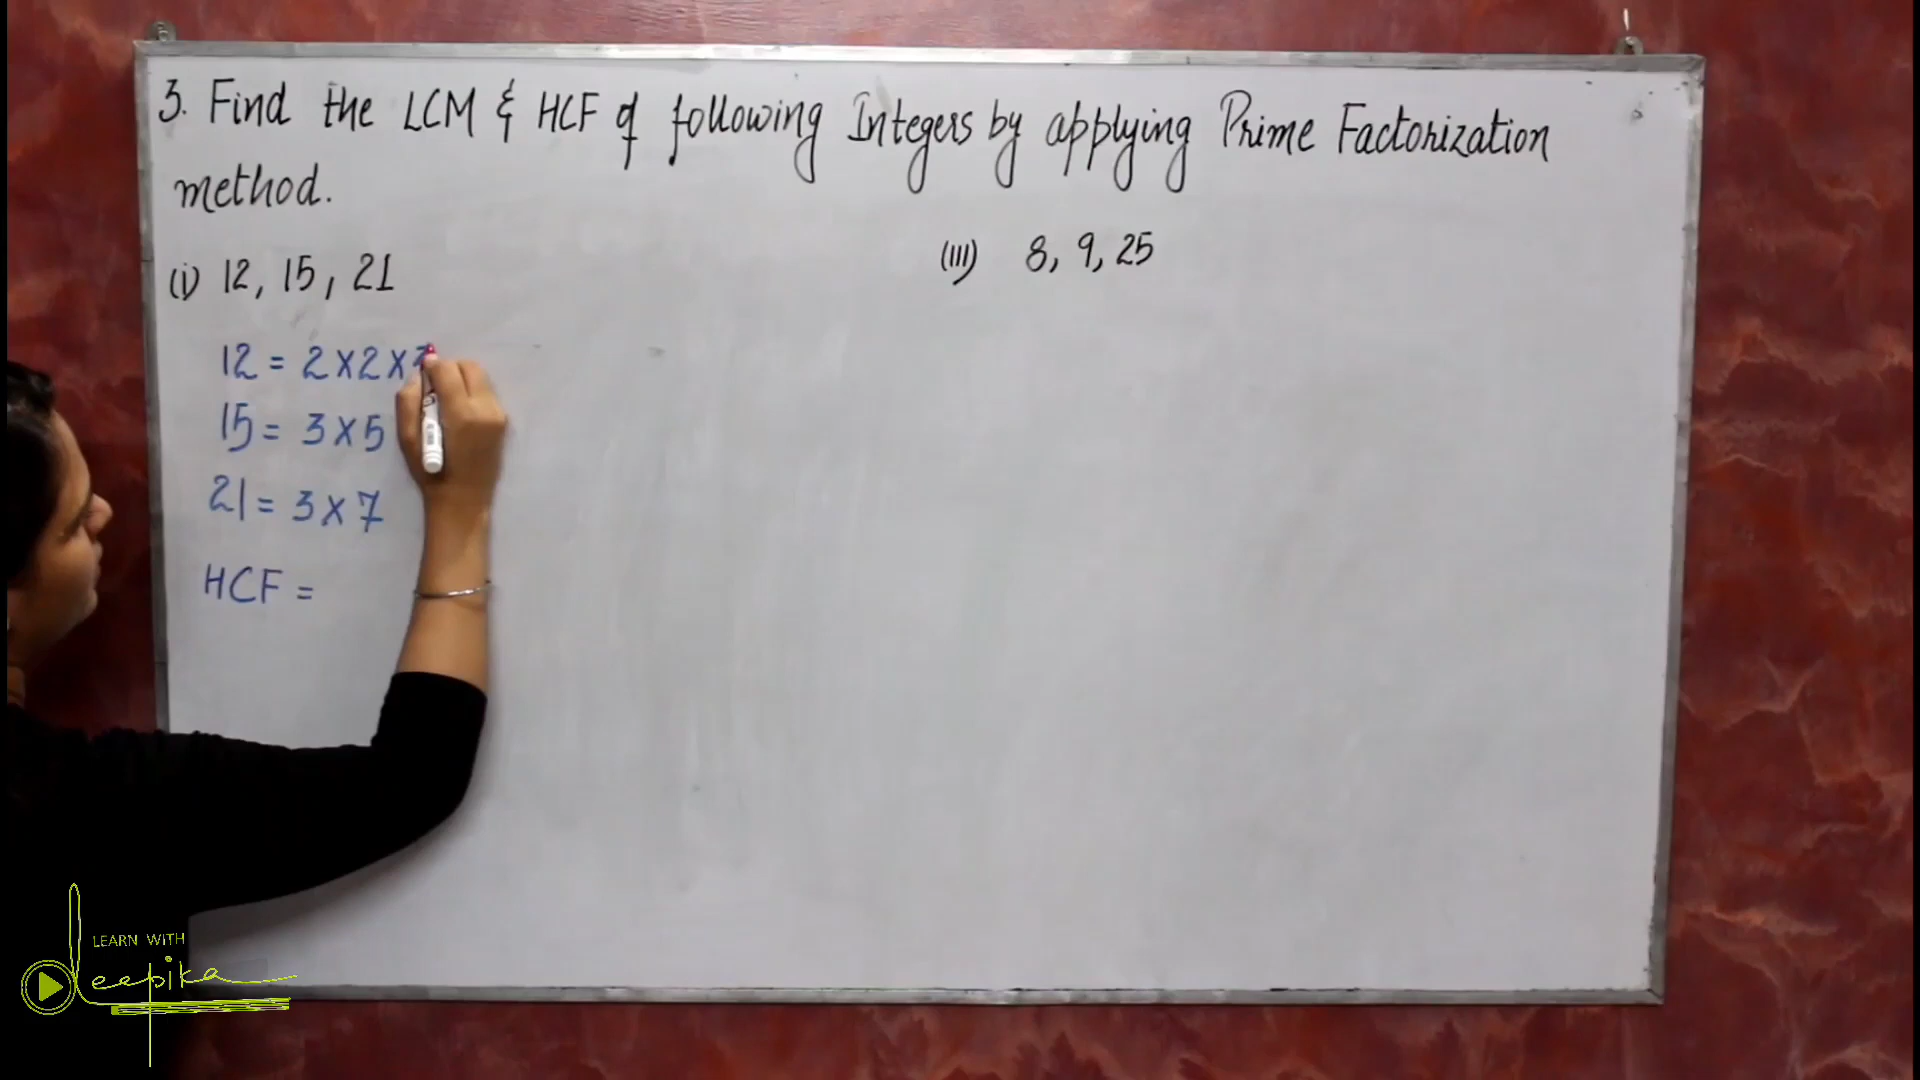 3. Find the LCM & HCF of following Integers by applying Prime Factorization
method.
(i) 12, 15, 21
(III) 8, 9, 25
12 = 2×2×
15 = 3×5
21 = 3×7
HCF =
LEARN WITH
Deepika